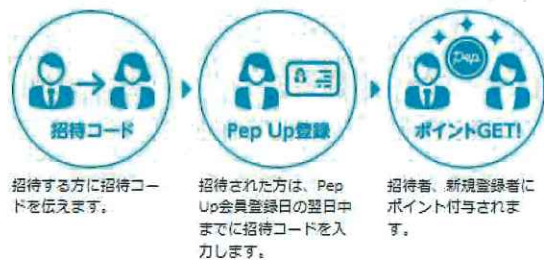 招待コード
招待する方に招待コー
ドを伝えます。
Pep Up登録
招待された方は、Pep
Up会員登録日の翌日中
までに招待コードを入
力します。
Pep
ポイントGET!
招待者、新規登録者に
ポイント付与されま
す。